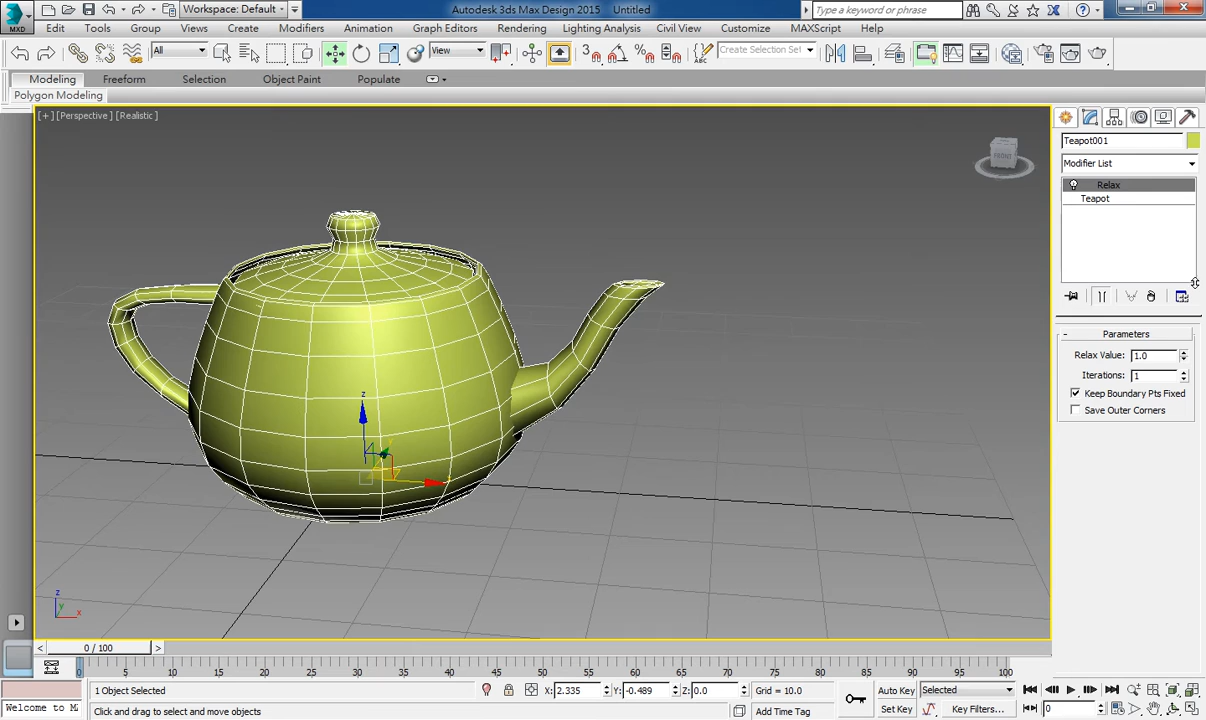 Workspace: Default
Autodesk 3ds Max Design 2015 Untitled
Type a keyword or phrase
MXD
Edit Tools Group Views Create Modifiers Animation Graph Editors Rendering Lighting Analysis Civil View Customize MAXScript Help
All
View
3
Create Selection Set
Modeling Freeform Selection Object Paint Populate
Polygon Modeling
[+] [Perspective ] [Realistic ]
FRONT
Teapot001
Modifier List
Relax
Teapot
- Parameters
Relax Value: 1.0
Iterations: 1
Keep Boundary Pts Fixed
Save Outer Corners
z
z
y
x
< 0 / 100 >
0 5 10 15 20 25 30 35 40 45 50 55 60 65 70 75 80 85 90 95 100
1 Object Selected X: 2.335 Y: -0.489 Z: 0.0 Grid = 10.0 Auto Key Selected
Welcome to M
Click and drag to select and move objects Add Time Tag Set Key Key Filters... 0